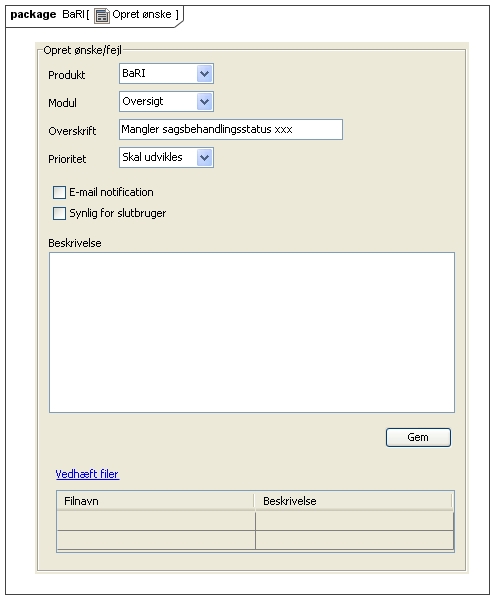 package BaRI [ Opret ønske ]
Opret ønske/fejl
Produkt BaRI
Modul Oversigt
Overskrift Mangler sagsbehandlingsstatus xxx
Prioritet Skal udvikles
E-mail notification
Synlig for slutbruger
Beskrivelse
Gem
Vedhæft filer
Filnavn Beskrivelse